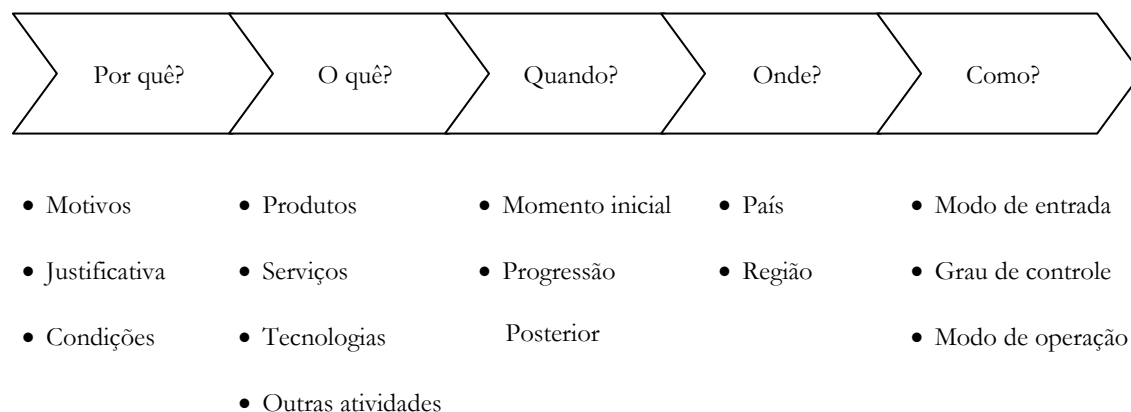 Por quê?
O quê?
Quando?
Onde?
Como?
• Motivos
• Justificativa
• Condições
• Produtos
• Serviços
• Tecnologias
• Outras atividades
• Momento inicial
• Progressão
Posterior
• País
• Região
• Modo de entrada
• Grau de controle
• Modo de operação